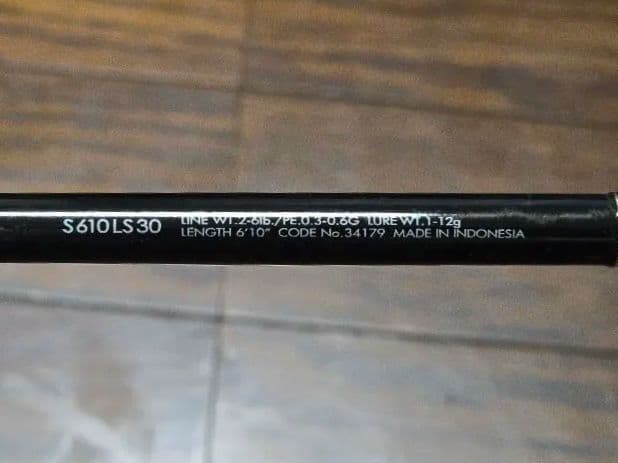 S610LS30
LINE WT.2-6lb./PE.0.3-0.6G LURE WT.1-12g
LENGTH 6'10" CODE No.34179 MADE IN INDONESIA